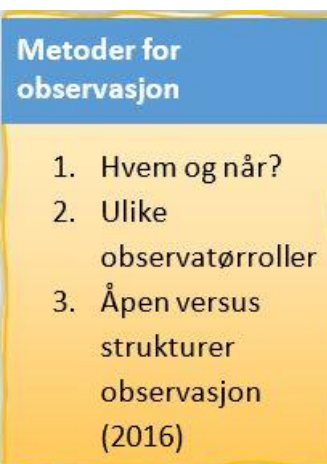 Metoder for
observasjon
1. Hvem og når?
2. Ulike
observatørroller
3. Åpen versus
strukturer
observasjon
(2016)